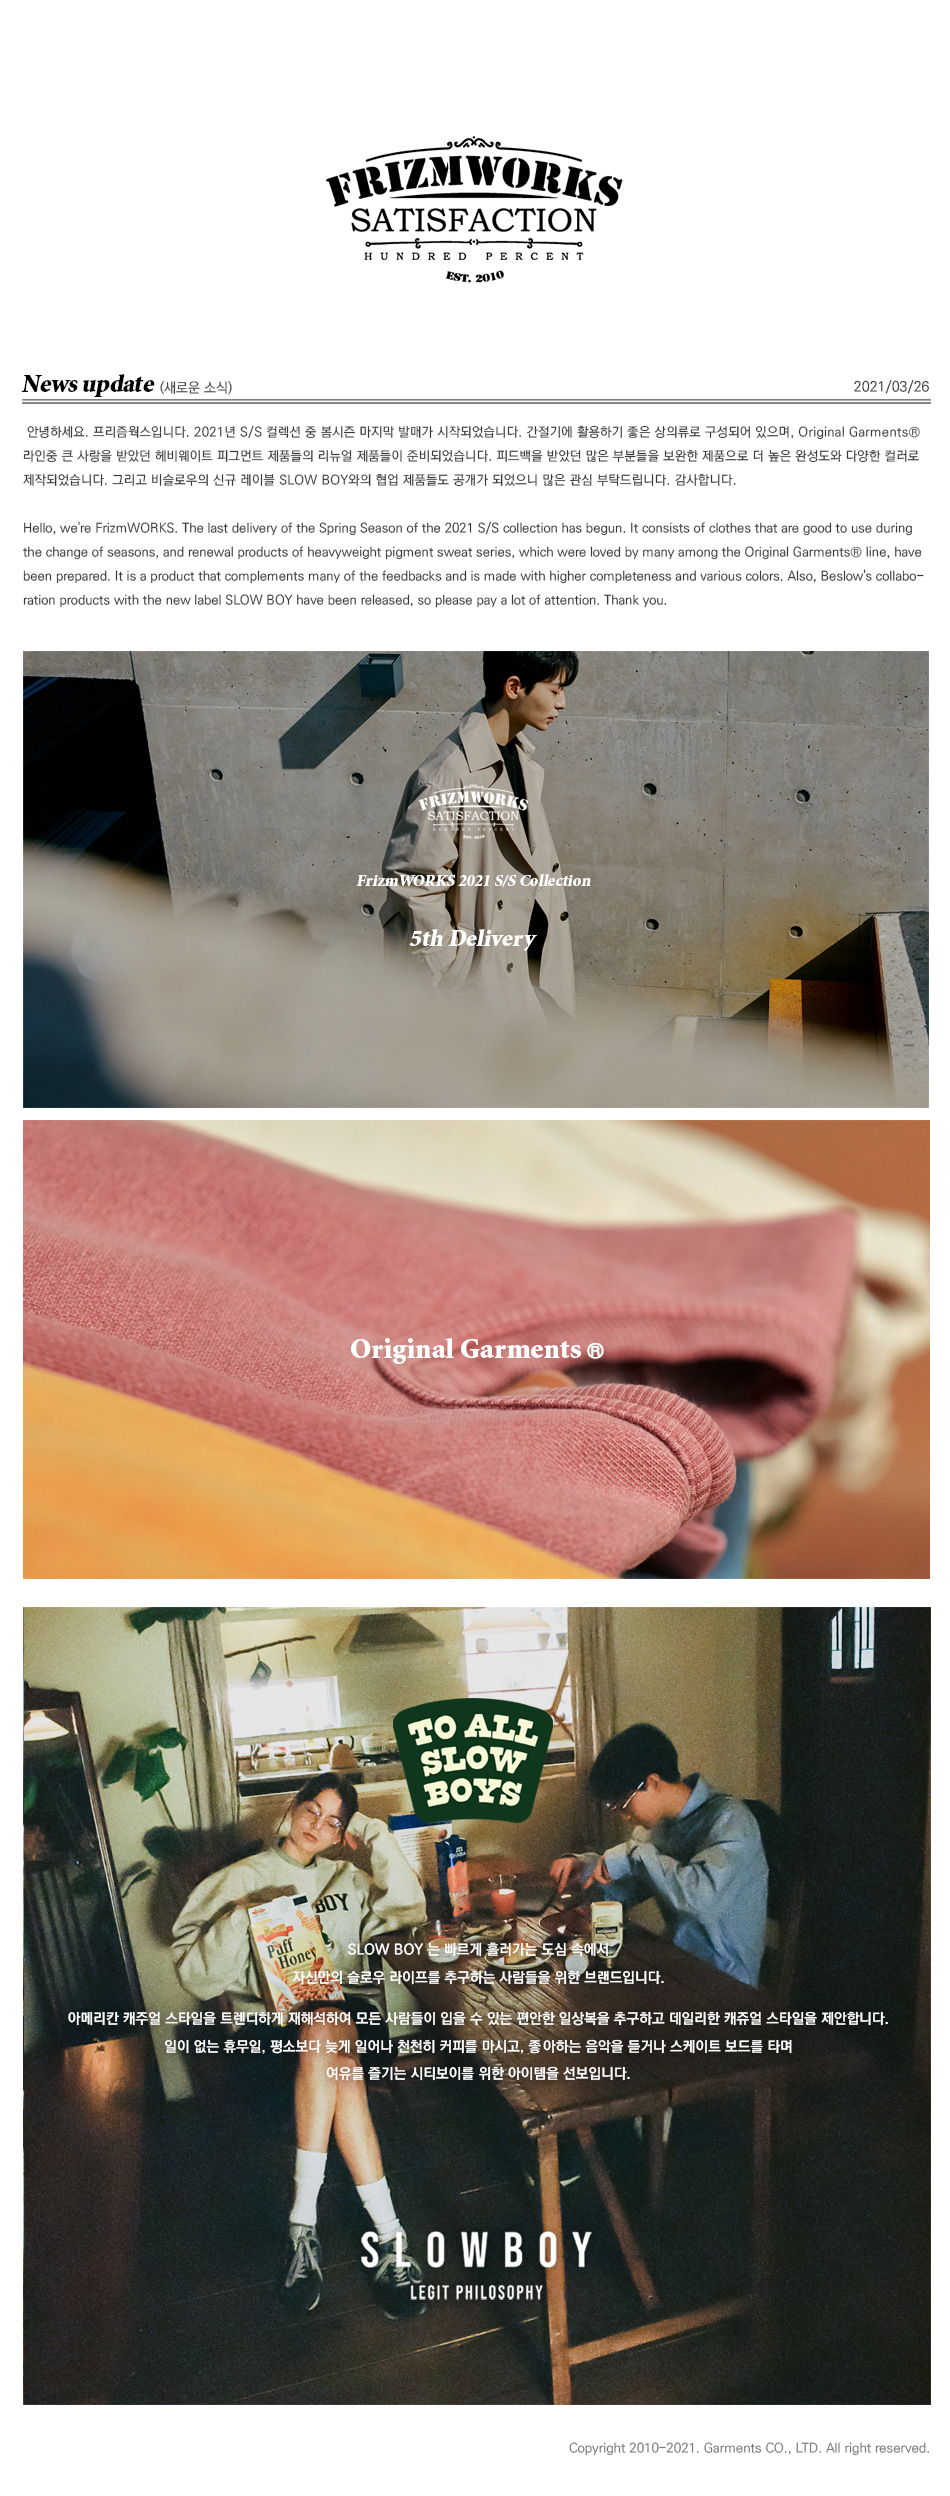 FRIZMWORKS
SATISFACTION
HUNDRED PERCENT
EST. 2010
News update (새로운 소식)
2021/03/26
안녕하세요. 프리즘웍스입니다. 2021년 S/S 컬렉션 중 봄시즌 마지막 발매가 시작되었습니다. 간절기에 활용하기 좋은 상의류로 구성되어 있으며, Original Garments®
라인중 큰 사랑을 받았던 헤비웨이트 피그먼트 제품들의 리뉴얼 제품들이 준비되었습니다. 피드백을 받았던 많은 부분들을 보완한 제품으로 더 높은 완성도와 다양한 컬러로
제작되었습니다. 그리고 비슬로우의 신규 레이블 SLOW BOY와의 협업 제품들도 공개가 되었으니 많은 관심 부탁드립니다. 감사합니다.
Hello, we're FrizmWORKS. The last delivery of the Spring Season of the 2021 S/S collection has begun. It consists of clothes that are good to use during
the change of seasons, and renewal products of heavyweight pigment sweat series, which were loved by many among the Original Garments® line, have
been prepared. It is a product that complements many of the feedbacks and is made with higher completeness and various colors. Also, Beslow's collabo-
ration products with the new label SLOW BOY have been released, so please pay a lot of attention. Thank you.
FRIZMWORKS
SATISFACTION
HUNDRED PERCENT
EST. 2010
FrizmWORKS 2021 S/S Collection
5th Delivery
Original Garments ®
TO ALL
SLOW
BOYS
BOY
Puff
Honey
SLOW BOY 는 빠르게 흘러가는 도심 속에서
자신만의 슬로우 라이프를 추구하는 사람들을 위한 브랜드입니다.
아메리칸 캐주얼 스타일을 트렌디하게 재해석하여 모든 사람들이 입을 수 있는 편안한 일상복을 추구하고 데일리한 캐쥬얼 스타일을 제안합니다.
일이 없는 휴무일, 평소보다 늦게 일어나 천천히 커피를 마시고, 좋아하는 음악을 듣거나 스케이트 보드를 타며
여유를 즐기는 시티보이를 위한 아이템을 선보입니다.
SLOWBOY
LEGIT PHILOSOPHY
Copyright 2010-2021. Garments CO., LTD. All right reserved.